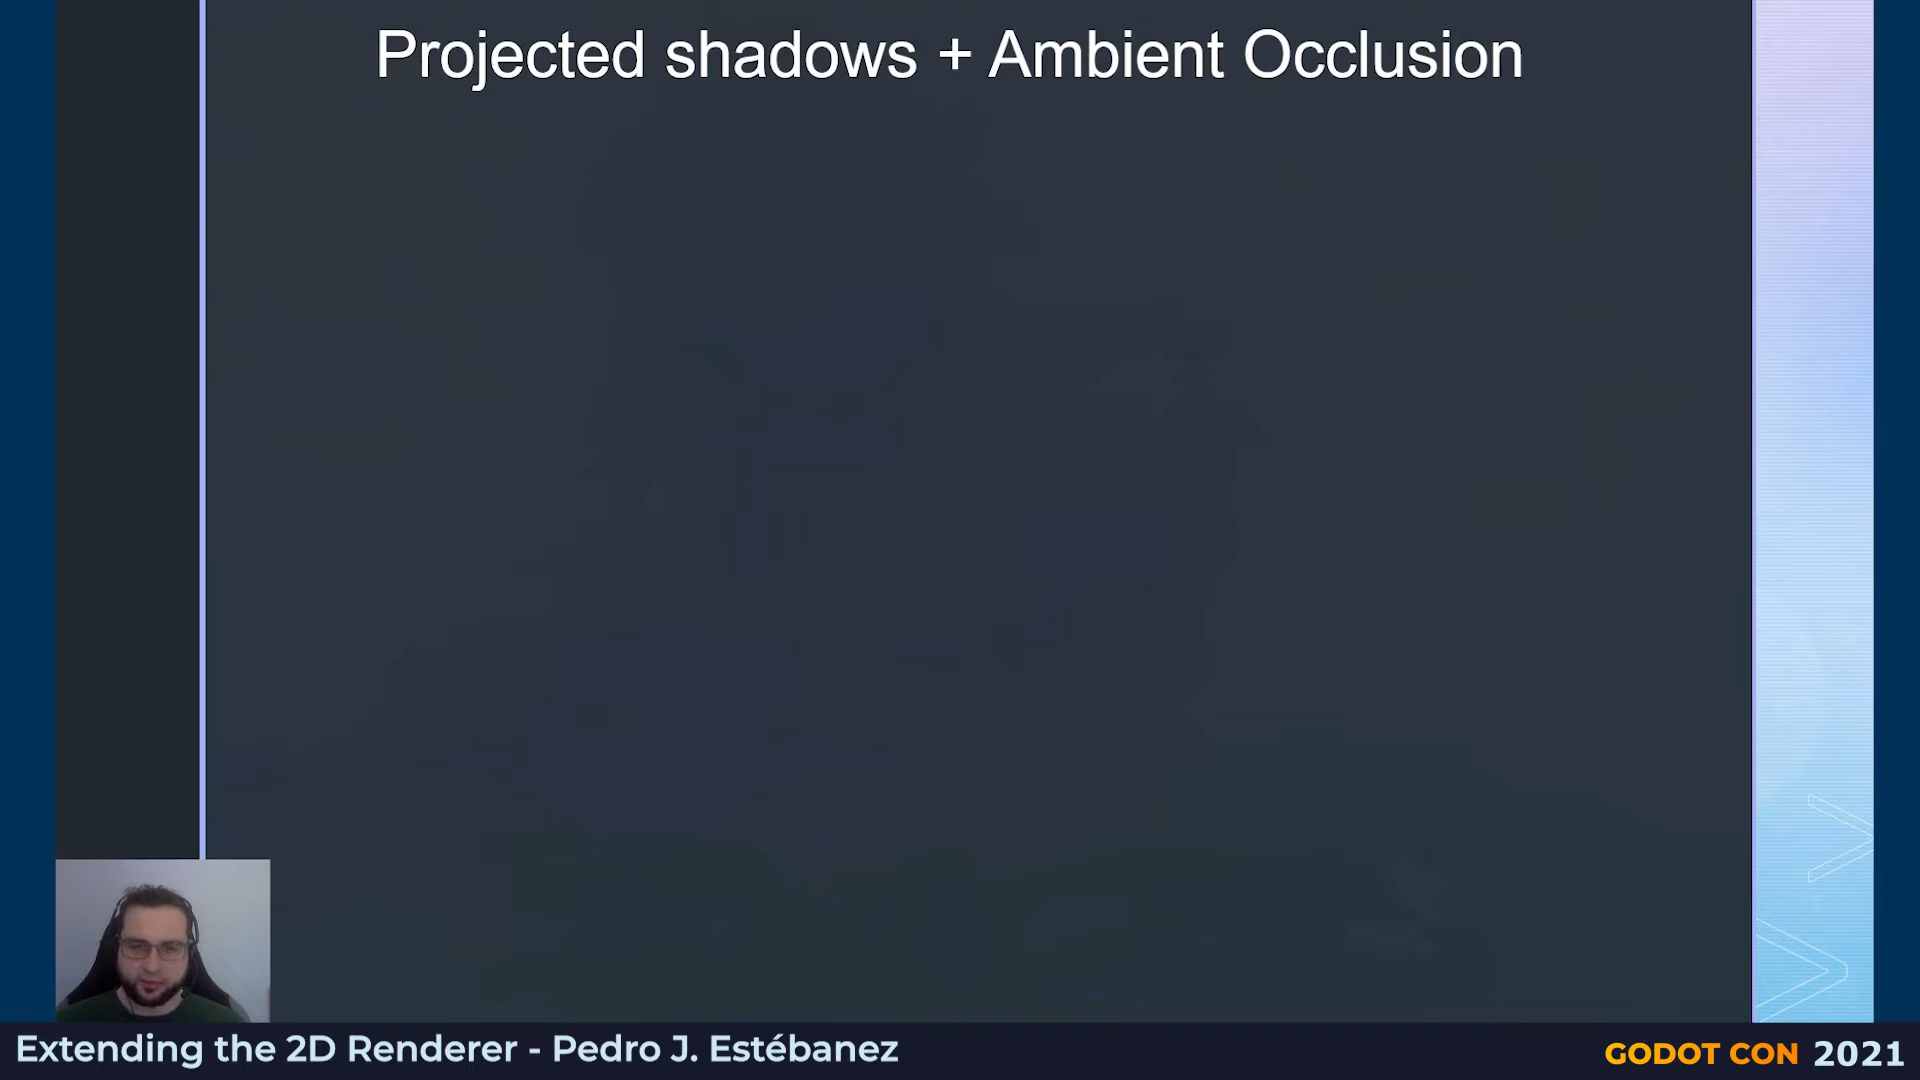 Projected shadows + Ambient Occlusion
Extending the 2D Renderer - Pedro J. Estébanez
GODOT CON 2021